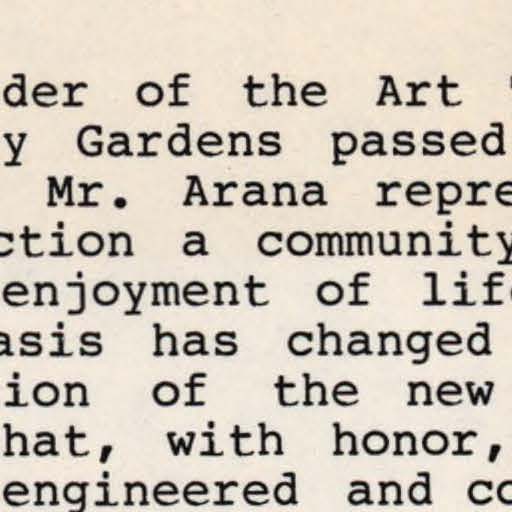 der of the Art
y Gardens passed
Mr. Arana repre
ction a community
enjoyment of lif
asis has changed
ion of the new
hat, with honor,
engineered and co